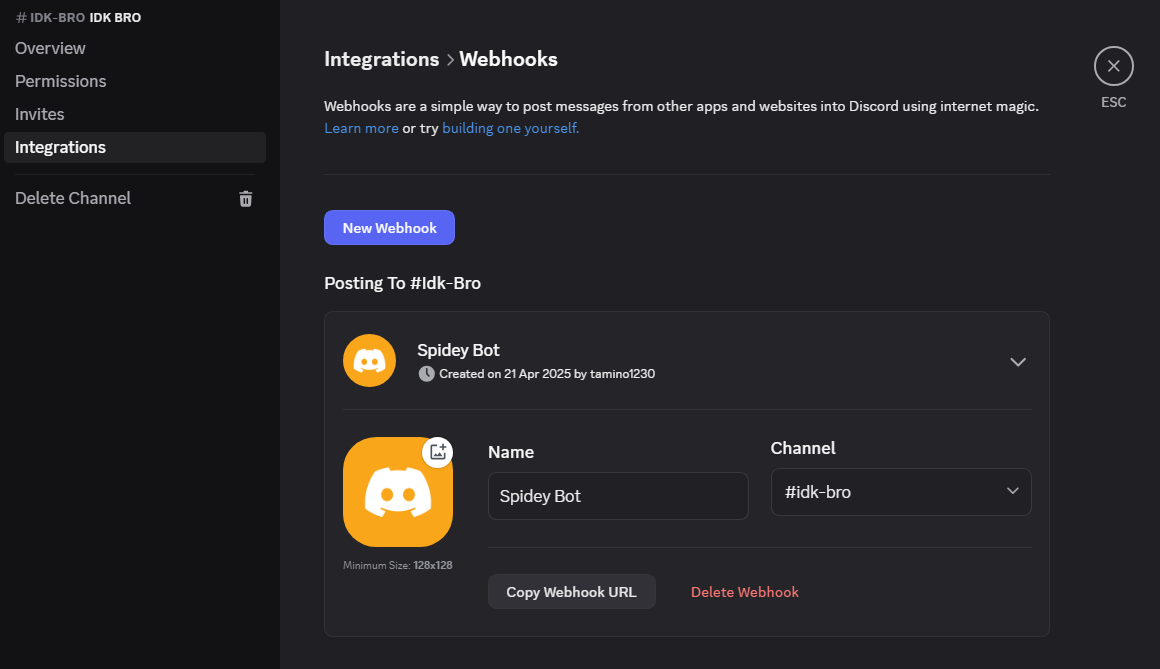 # IDK-BRO IDK BRO
Overview
Permissions
Invites
Integrations
Delete Channel
Integrations > Webhooks
ESC
Webhooks are a simple way to post messages from other apps and websites into Discord using internet magic.
Learn more or try building one yourself.
New Webhook
Posting To #Idk-Bro
Spidey Bot
Created on 21 Apr 2025 by tamino1230
Name
Channel
Spidey Bot
#idk-bro
Minimum Size: 128x128
Copy Webhook URL
Delete Webhook